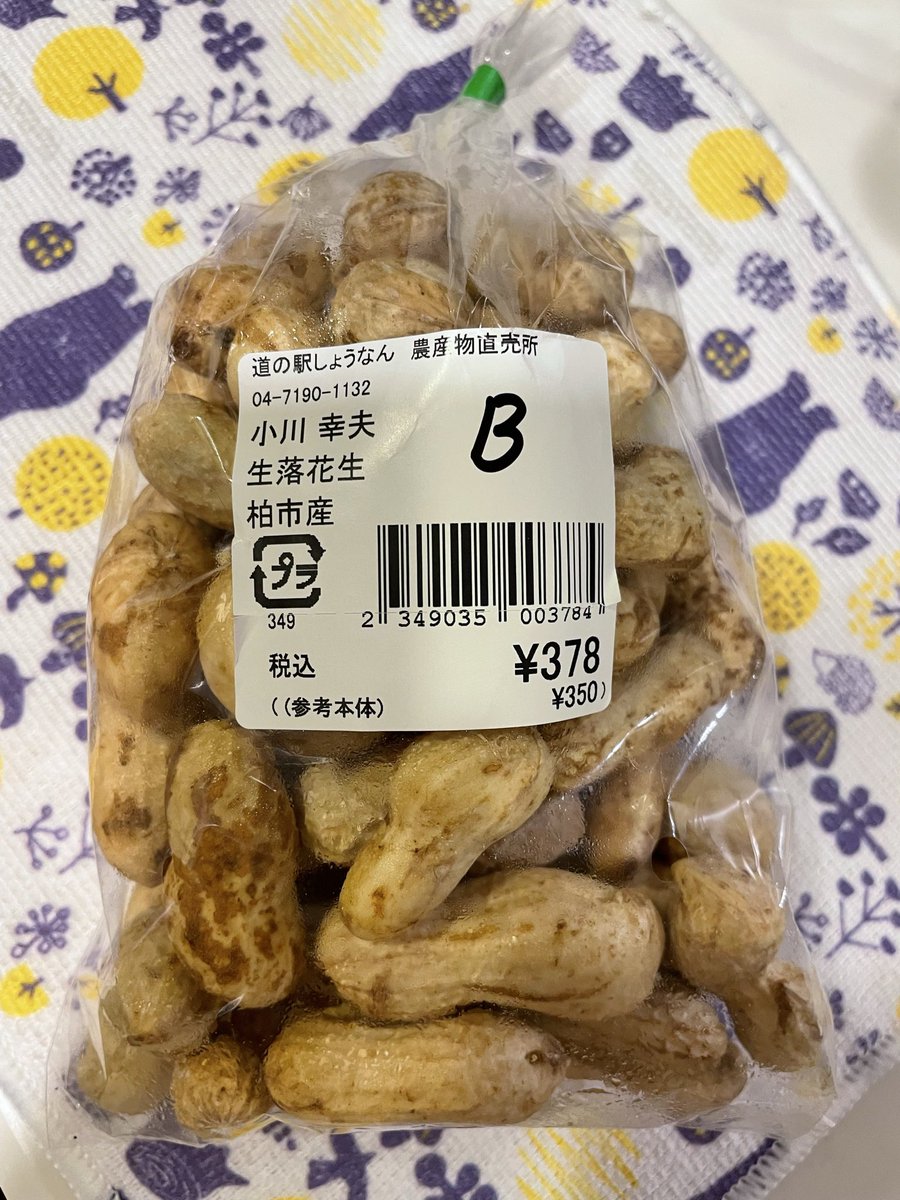 道の駅しょうなん 農産物直売所
04-7190-1132
B
小川 幸夫
生落花生
柏市産
プラ
349
2 349035 003784
税込 ¥378
((参考本体) ¥350)